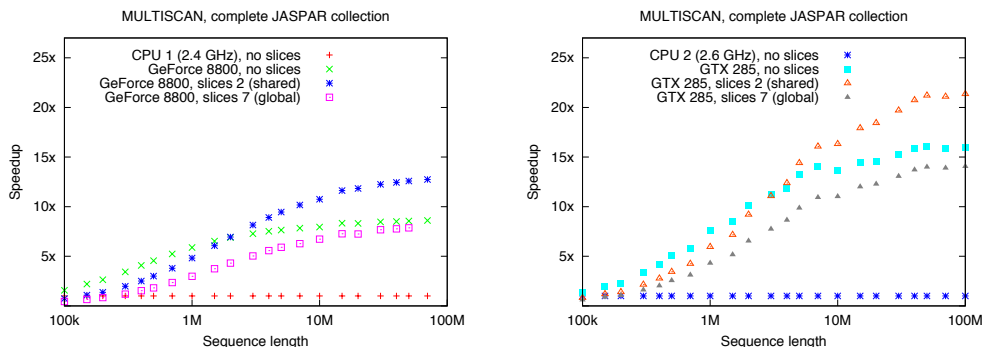 MULTISCAN, complete JASPAR collection
25x
20x
15x
10x
5x
Speedup
CPU 1 (2.4 GHz), no slices
GeForce 8800, no slices
GeForce 8800, slices 2 (shared)
GeForce 8800, slices 7 (global)
100k
1M
10M
100M
Sequence length
MULTISCAN, complete JASPAR collection
25x
20x
15x
10x
5x
Speedup
CPU 2 (2.6 GHz), no slices
GTX 285, no slices
GTX 285, slices 2 (shared)
GTX 285, slices 7 (global)
100k
1M
10M
100M
Sequence length